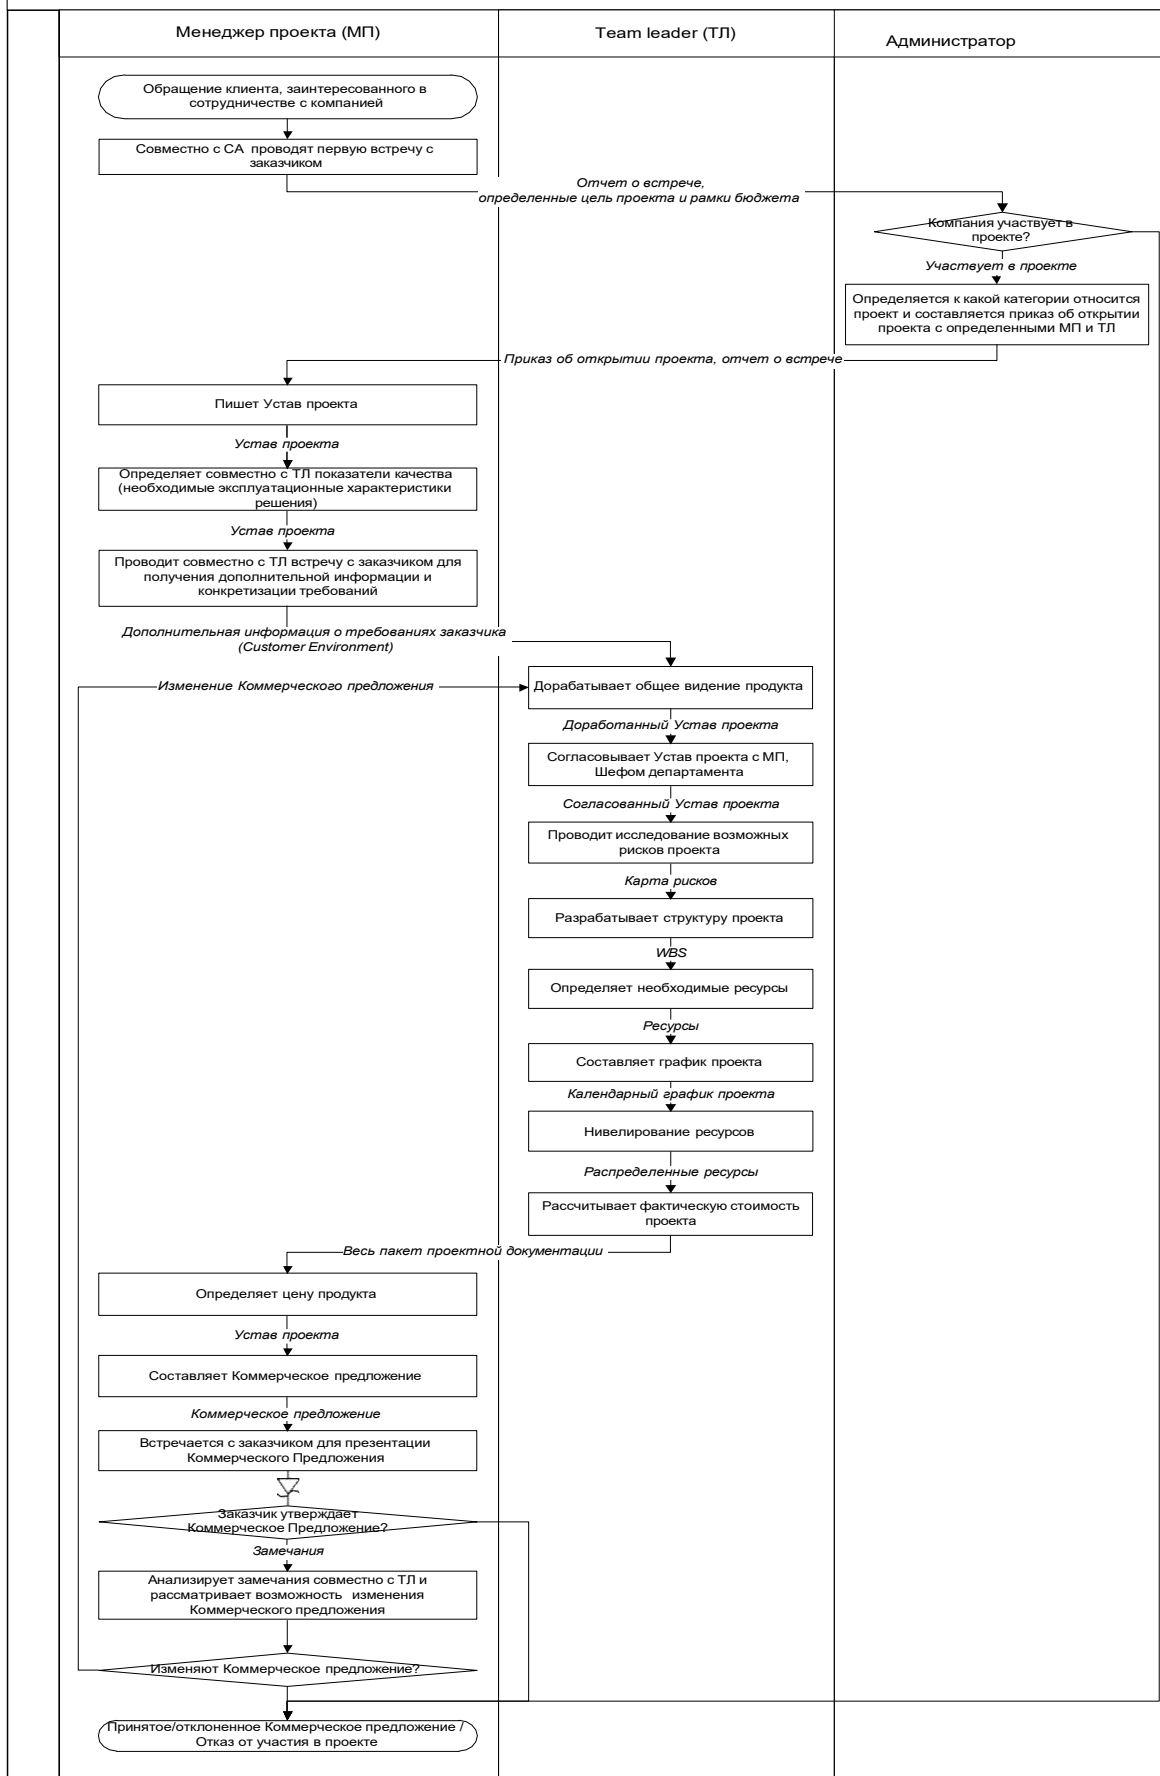 Менеджер проекта (МП)
Team leader (ТЛ)
Администратор
Обращение клиента, заинтересованного в
сотрудничестве с компанией
Совместно с СА проводят первую встречу с
заказчиком
Отчет о встрече,
определенные цель проекта и рамки бюджета
Компания участвует в
проекте?
Участвует в проекте
Определяется к какой категории относится
проект и составляется приказ об открытии
проекта с определенными МП и ТЛ
Приказ об открытии проекта, отчет о встрече
Пишет Устав проекта
Устав проекта
Определяет совместно с ТЛ показатели качества
(необходимые эксплуатационные характеристики
решения)
Устав проекта
Проводит совместно с ТЛ встречу с заказчиком для
получения дополнительной информации и
конкретизации требований
Дополнительная информация о требованиях заказчика
(Customer Environment)
Изменение Коммерческого предложения
Дорабатывает общее видение продукта
Доработанный Устав проекта
Согласовывает Устав проекта с МП,
Шефом департамента
Согласованный Устав проекта
Проводит исследование возможных
рисков проекта
Карта рисков
Разрабатывает структуру проекта
WBS
Определяет необходимые ресурсы
Ресурсы
Составляет график проекта
Календарный график проекта
Нивелирование ресурсов
Распределенные ресурсы
Рассчитывает фактическую стоимость
проекта
Весь пакет проектной документации
Определяет цену продукта
Устав проекта
Составляет Коммерческое предложение
Коммерческое предложение
Встречается с заказчиком для презентации
Коммерческого Предложения
Заказчик утверждает
Коммерческое Предложение?
Замечания
Анализирует замечания совместно с ТЛ и
рассматривает возможность изменения
Коммерческого предложения
Изменяют Коммерческое предложение?
Принятое/отклоненное Коммерческое предложение /
Отказ от участия в проекте